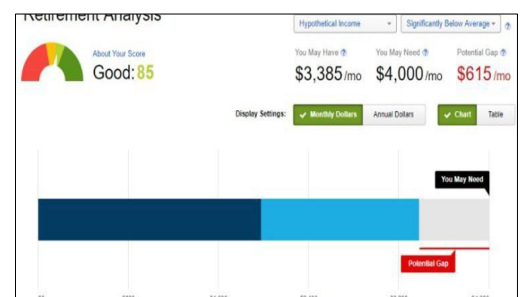 Retirement Analysis
Hypothetical Income
Significantly Below Average
About Your Score
Good: 85
You May Have
$3,385 /mo
You May Need
$4,000 /mo
Potential Gap
$615 /mo
Display Settings:
Monthly Dollars
Annual Dollars
Chart
Table
You May Need
Potential Gap